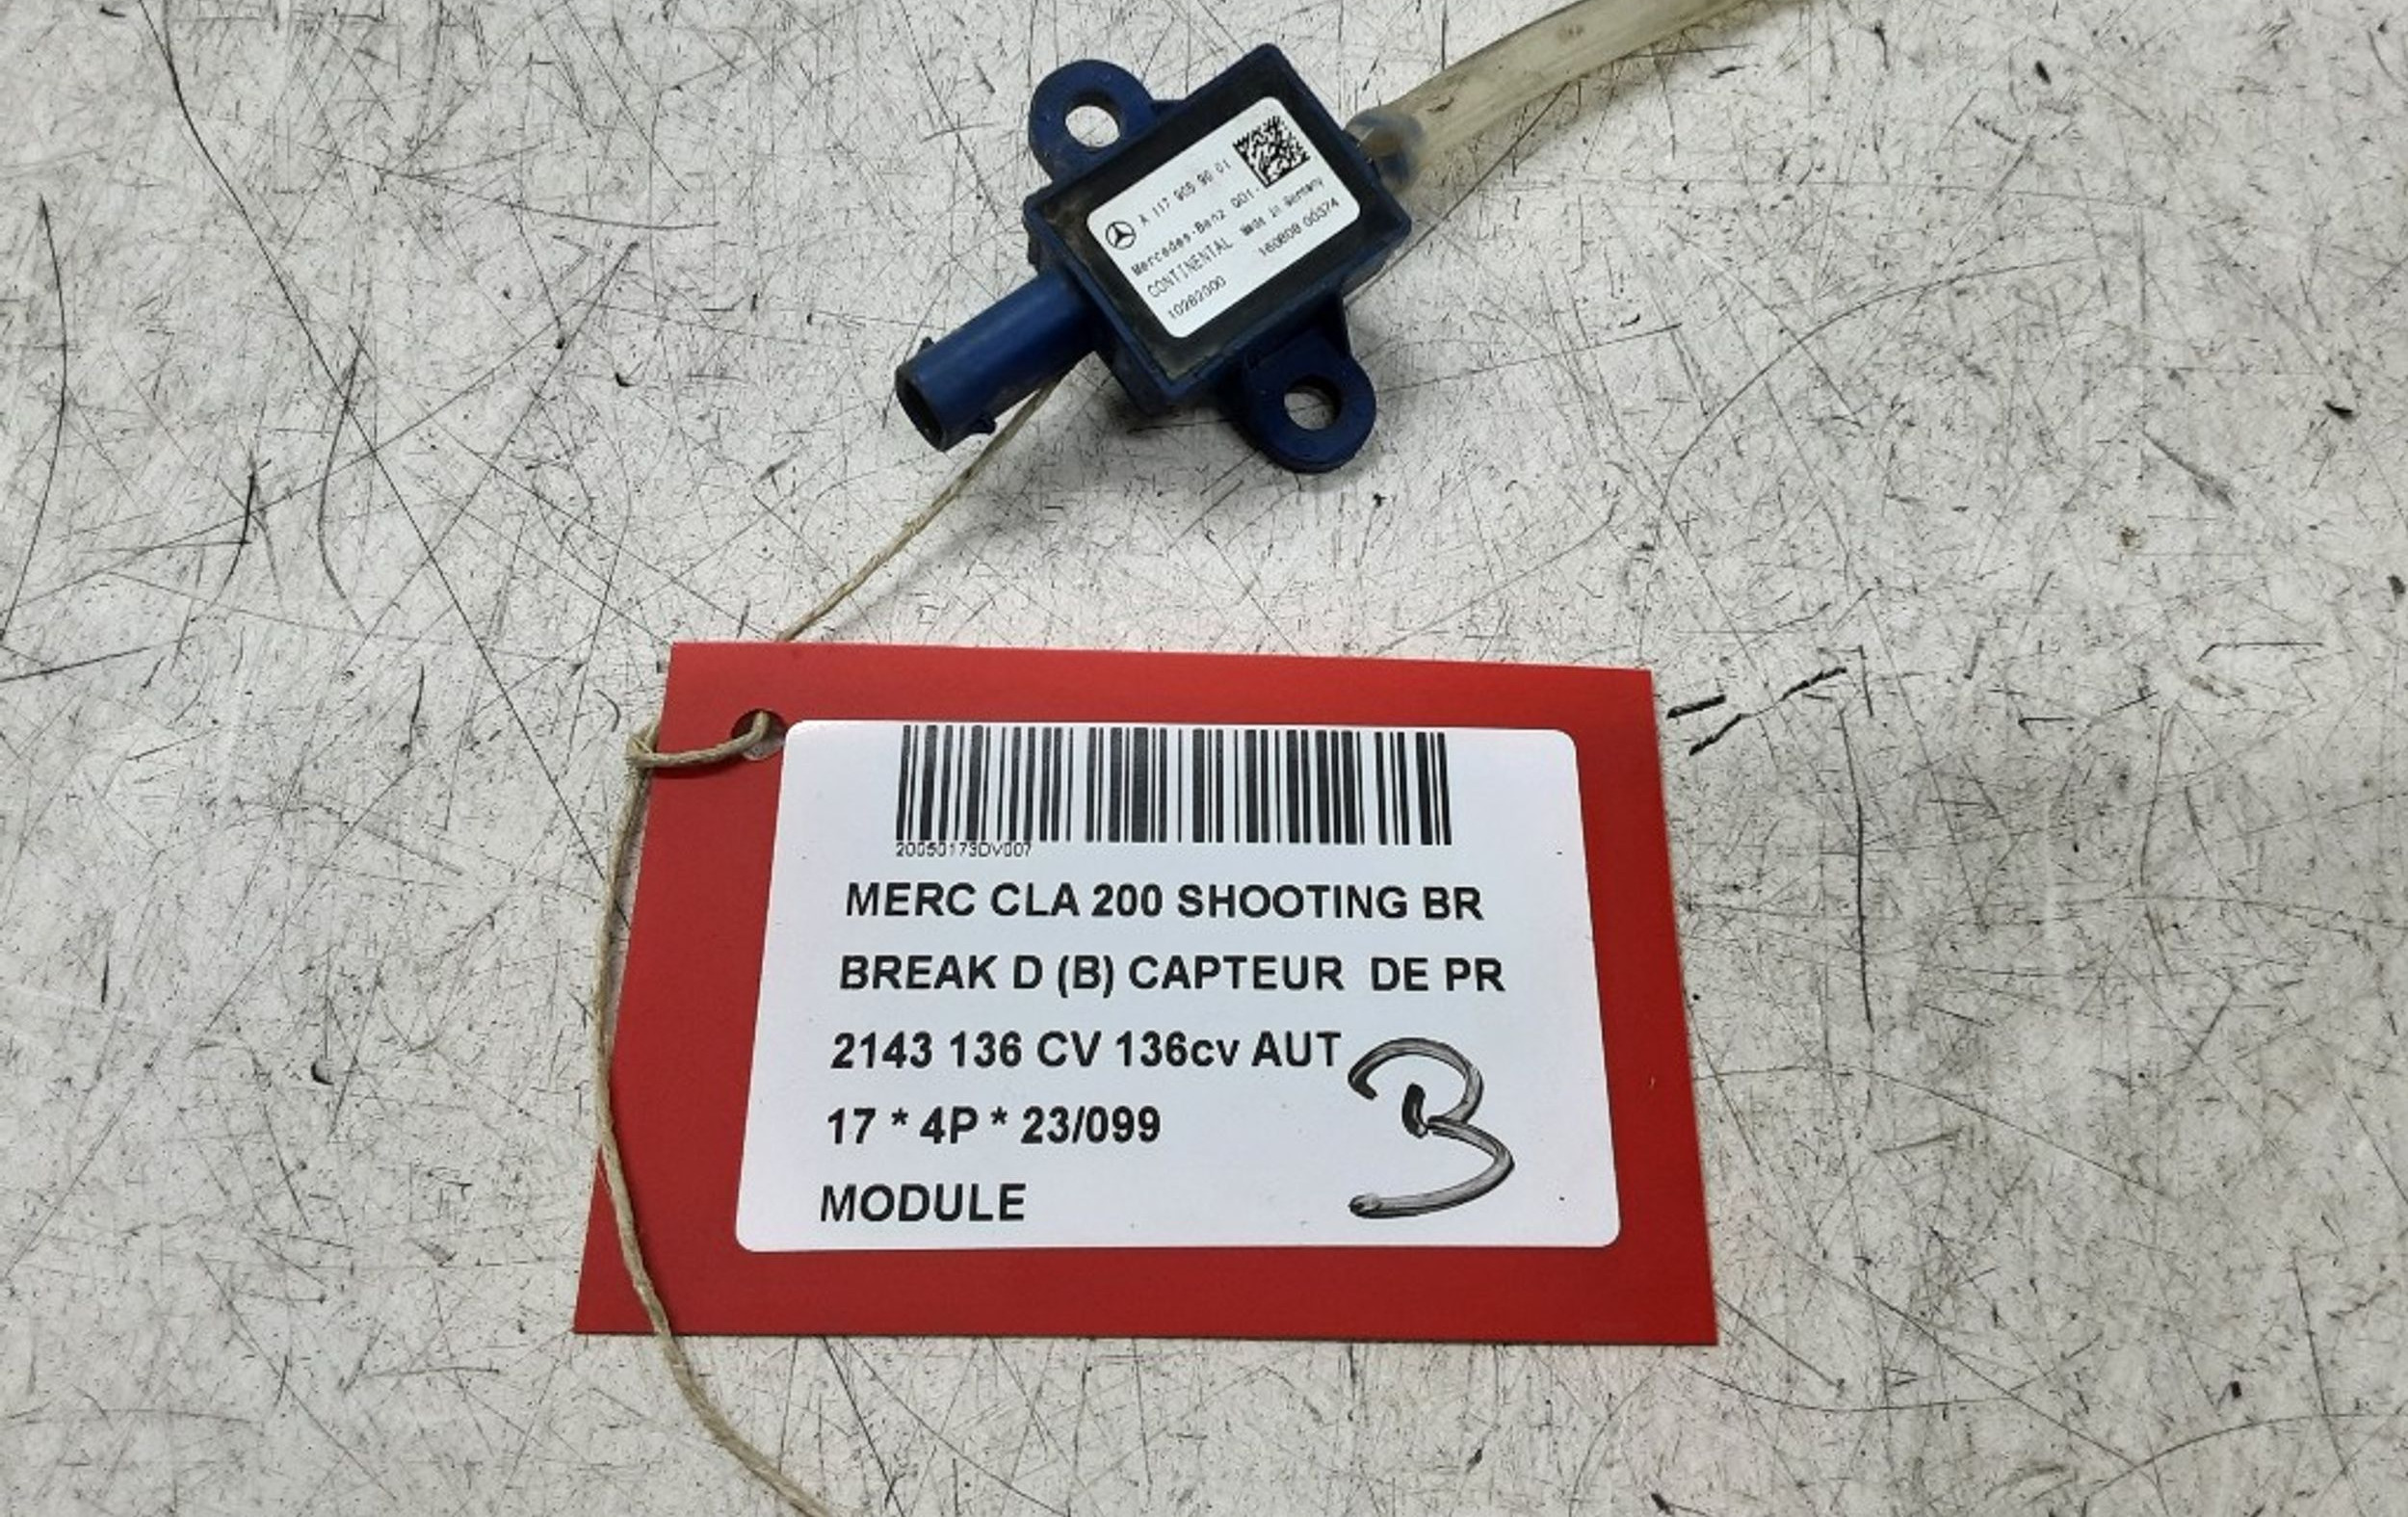 A 117 905 90 01
Mercedes-Benz Q01-
CONTINENTAL Made in Germany
10282300 160808 00374
20050173DV007
MERC CLA 200 SHOOTING BR
BREAK D (B) CAPTEUR DE PR
2143 136 CV 136cv AUT
17 * 4P * 23/099
MODULE
B